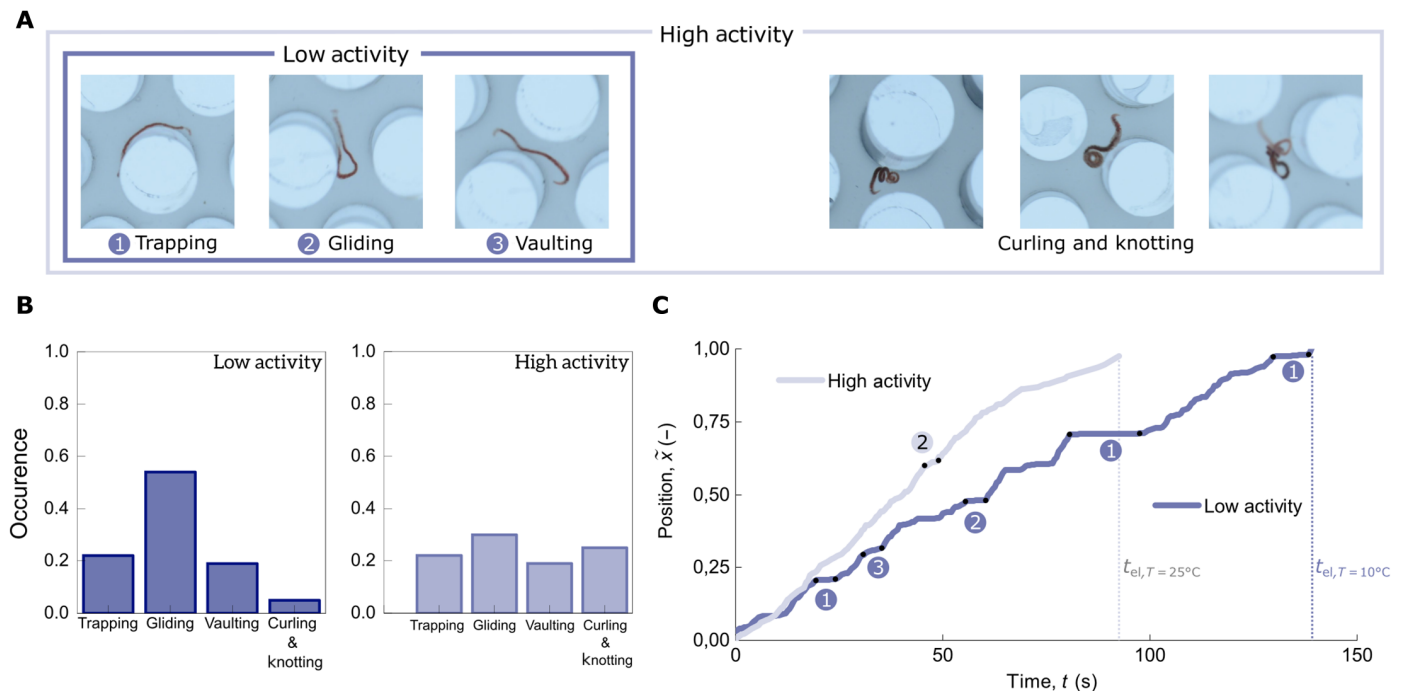 A
High activity
Low activity
1 Trapping
2 Gliding
3 Vaulting
Curling and knotting
B
Occurence
1.0
0.8
0.6
0.4
0.2
0.0
Low activity
Trapping
Gliding
Vaulting
Curling
&
knotting
1.0
0.8
0.6
0.4
0.2
0.0
High activity
Trapping
Gliding
Vaulting
Curling
&
knotting
C
Position, x̃ (−)
1,00
0,75
0,50
0,25
0,00
High activity
2
1
3
2
1
1
Low activity
tel, T = 25°C
tel, T = 10°C
0
50
100
150
Time, t (s)